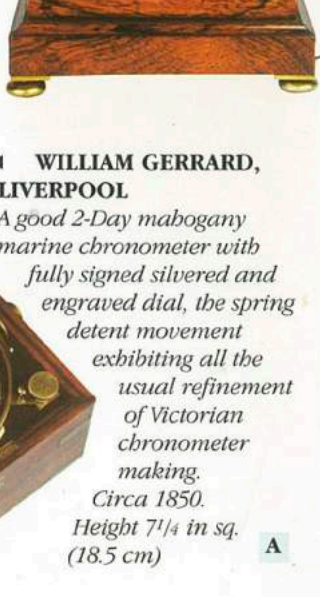 WILLIAM GERRARD,
LIVERPOOL
A good 2-Day mahogany
marine chronometer with
fully signed silvered and
engraved dial, the spring
detent movement
exhibiting all the
usual refinement
of Victorian
chronometer
making.
Circa 1850.
Height 7¹/4 in sq.
(18.5 cm)
A